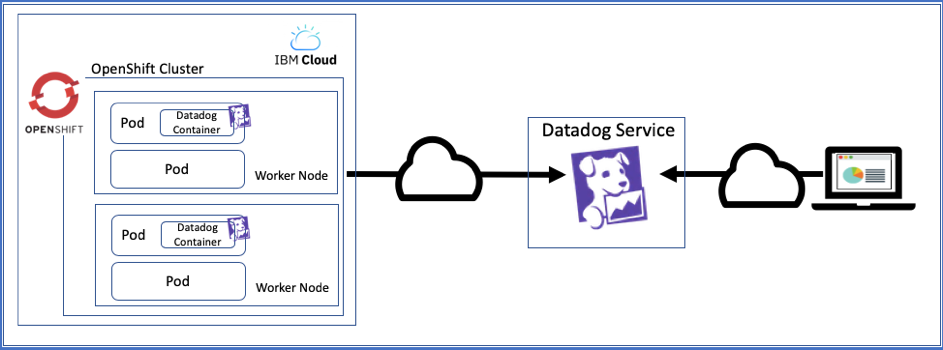 IBM Cloud
OpenShift Cluster
OPENSHIFT
Pod
Datadog
Container
Pod
Worker Node
Pod
Datadog
Container
Pod
Worker Node
Datadog Service